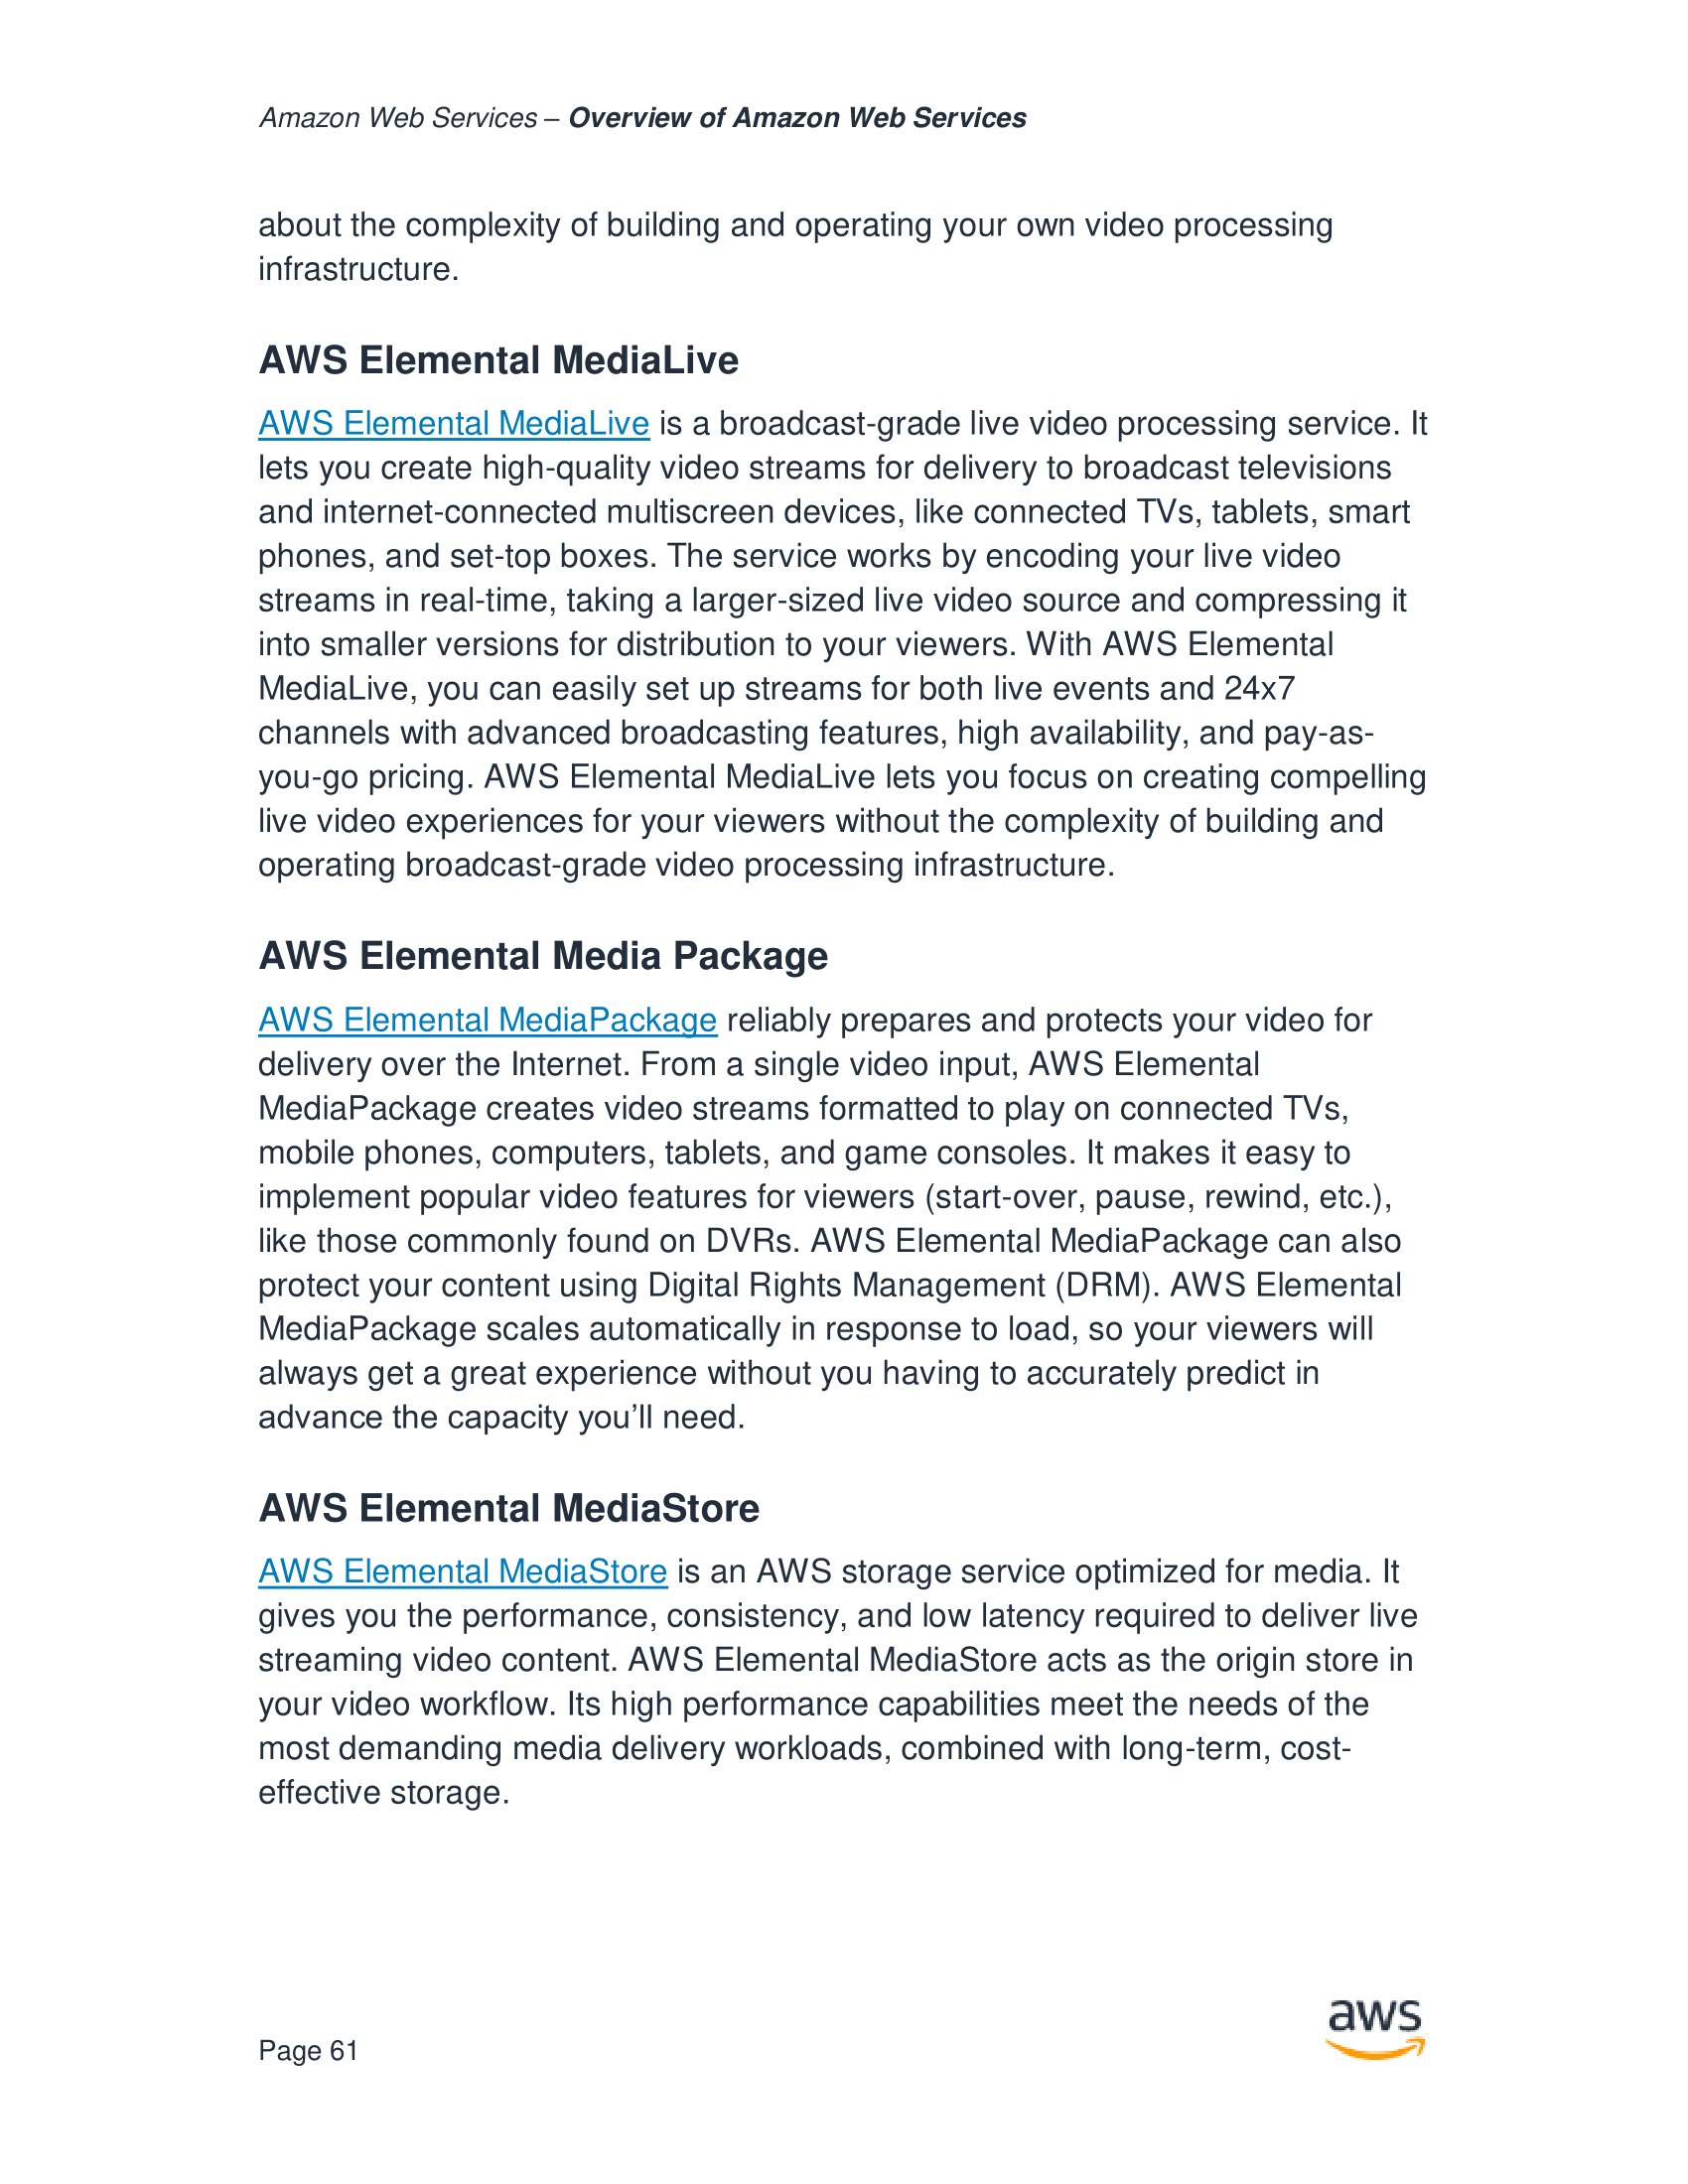 Amazon Web Services – Overview of Amazon Web Services
about the complexity of building and operating your own video processing
infrastructure.
AWS Elemental MediaLive
AWS Elemental MediaLive is a broadcast-grade live video processing service. It
lets you create high-quality video streams for delivery to broadcast televisions
and internet-connected multiscreen devices, like connected TVs, tablets, smart
phones, and set-top boxes. The service works by encoding your live video
streams in real-time, taking a larger-sized live video source and compressing it
into smaller versions for distribution to your viewers. With AWS Elemental
MediaLive, you can easily set up streams for both live events and 24x7
channels with advanced broadcasting features, high availability, and pay-as-
you-go pricing. AWS Elemental MediaLive lets you focus on creating compelling
live video experiences for your viewers without the complexity of building and
operating broadcast-grade video processing infrastructure.
AWS Elemental Media Package
AWS Elemental MediaPackage reliably prepares and protects your video for
delivery over the Internet. From a single video input, AWS Elemental
MediaPackage creates video streams formatted to play on connected TVs,
mobile phones, computers, tablets, and game consoles. It makes it easy to
implement popular video features for viewers (start-over, pause, rewind, etc.),
like those commonly found on DVRs. AWS Elemental MediaPackage can also
protect your content using Digital Rights Management (DRM). AWS Elemental
MediaPackage scales automatically in response to load, so your viewers will
always get a great experience without you having to accurately predict in
advance the capacity you’ll need.
AWS Elemental MediaStore
AWS Elemental MediaStore is an AWS storage service optimized for media. It
gives you the performance, consistency, and low latency required to deliver live
streaming video content. AWS Elemental MediaStore acts as the origin store in
your video workflow. Its high performance capabilities meet the needs of the
most demanding media delivery workloads, combined with long-term, cost-
effective storage.
aws
Page 61